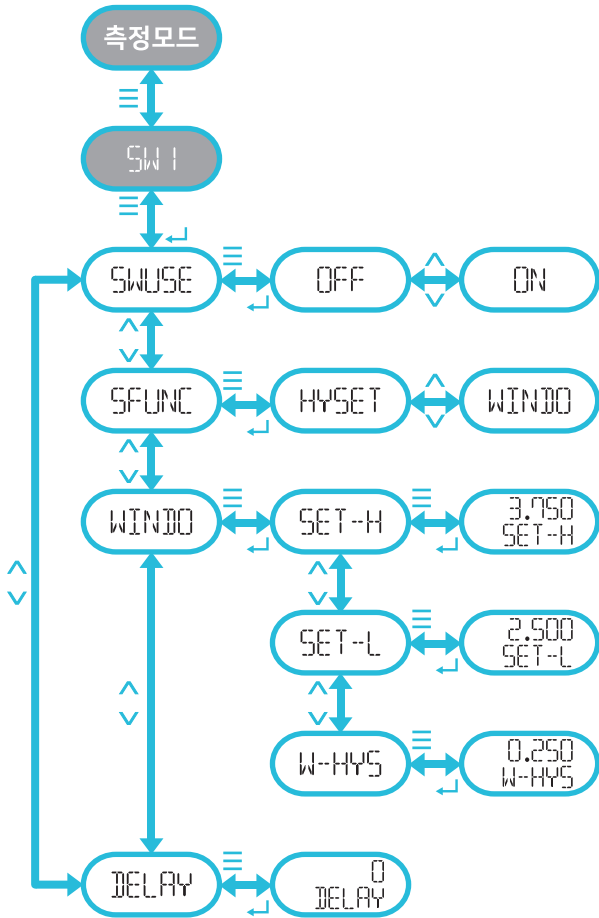 측정모드
SW1
SWUSE
OFF
ON
SFUNC
HYSET
WINDO
WINDO
SET-H
3.750
SET-H
SET-L
2.500
SET-L
W-HYS
0.250
W-HYS
DELAY
0
DELAY